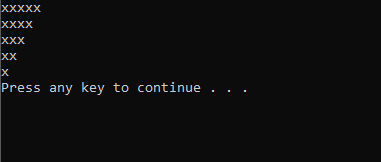 xxxxx
xxxx
xxx
xx
x
Press any key to continue . . .